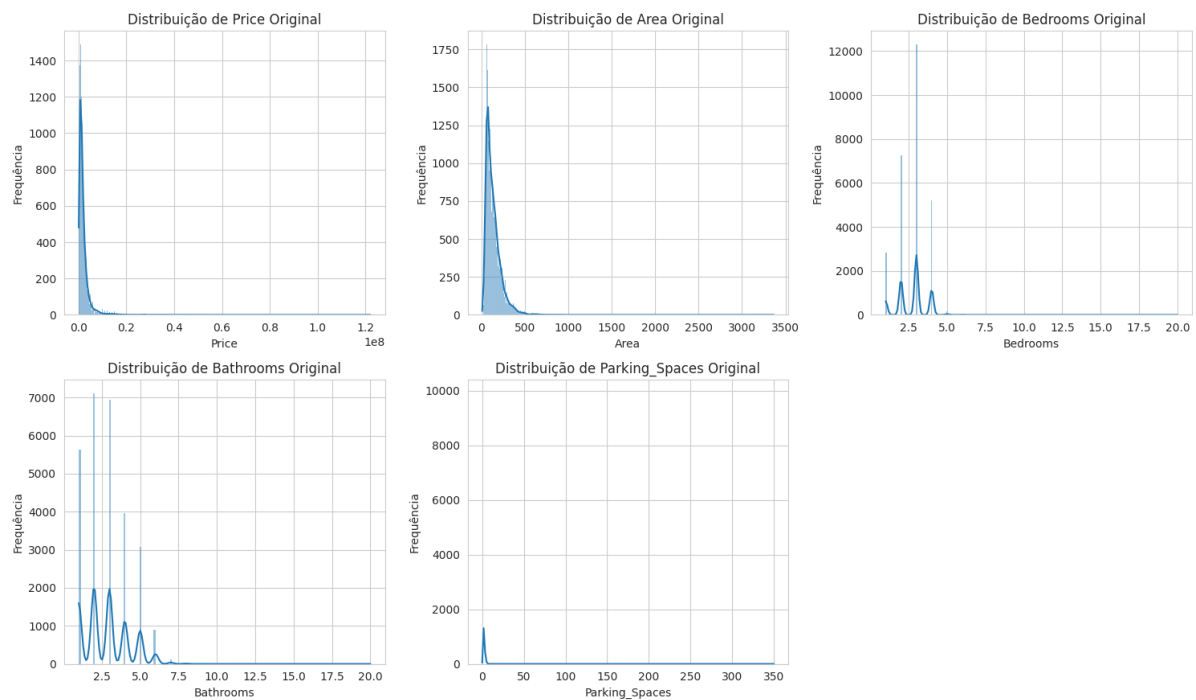 Distribuição de Price Original
Frequência
1400
1200
1000
800
600
400
200
0
0.0 0.2 0.4 0.6 0.8 1.0 1.2
1e8
Price
Distribuição de Area Original
Frequência
1750
1500
1250
1000
750
500
250
0
0 500 1000 1500 2000 2500 3000 3500
Area
Distribuição de Bedrooms Original
Frequência
12000
10000
8000
6000
4000
2000
0
2.5 5.0 7.5 10.0 12.5 15.0 17.5 20.0
Bedrooms
Distribuição de Bathrooms Original
Frequência
7000
6000
5000
4000
3000
2000
1000
0
2.5 5.0 7.5 10.0 12.5 15.0 17.5 20.0
Bathrooms
Distribuição de Parking_Spaces Original
Frequência
10000
8000
6000
4000
2000
0
0 50 100 150 200 250 300 350
Parking_Spaces